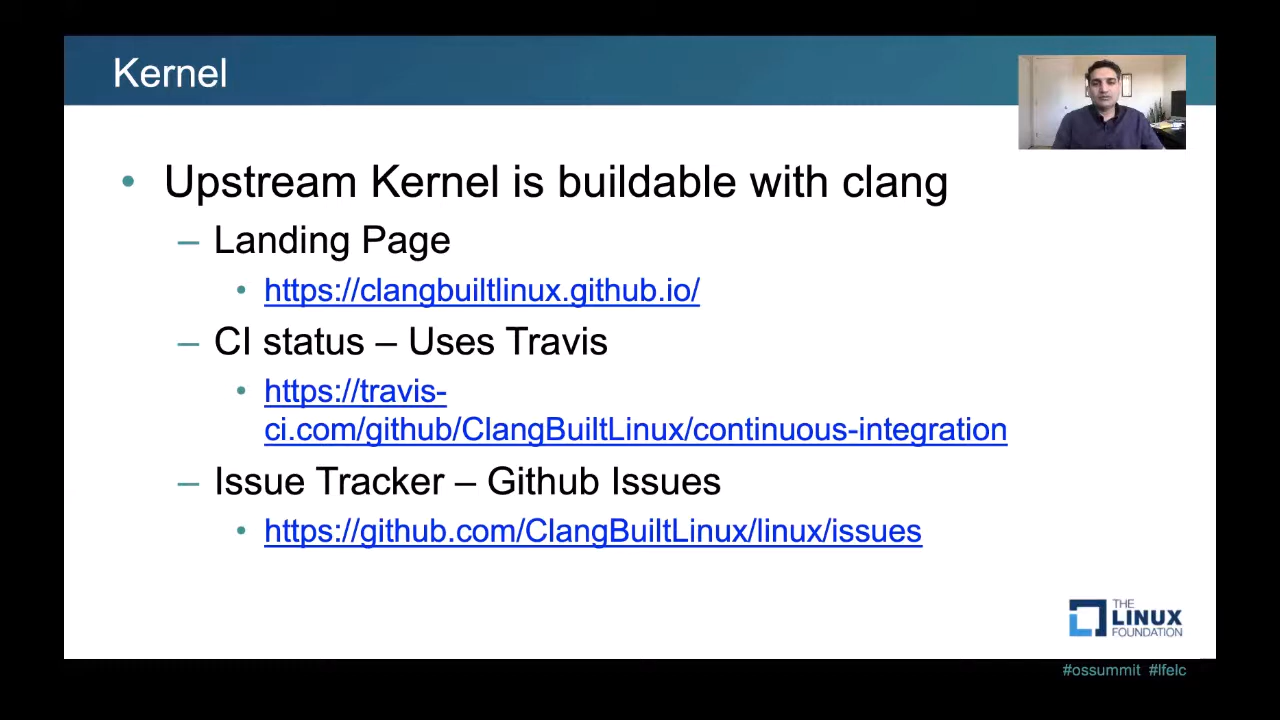 Kernel
• Upstream Kernel is buildable with clang
– Landing Page
• https://clangbuiltlinux.github.io/
– CI status – Uses Travis
• https://travis-
ci.com/github/ClangBuiltLinux/continuous-integration
– Issue Tracker – Github Issues
• https://github.com/ClangBuiltLinux/linux/issues
THE
LINUX
FOUNDATION
#ossummit #lfelc